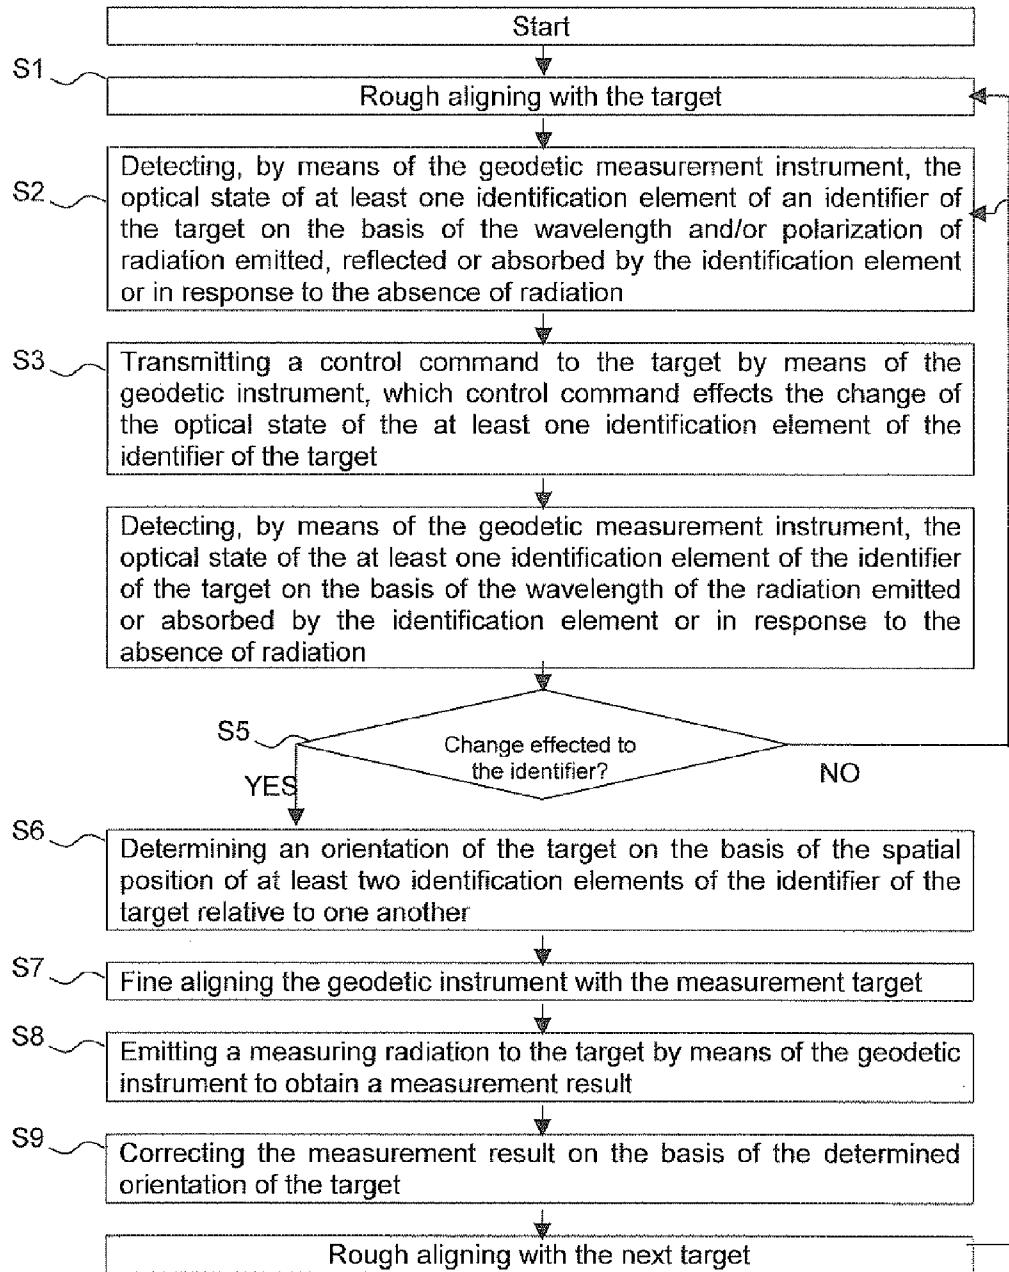 Start
S1
Rough aligning with the target
S2
Detecting, by means of the geodetic measurement instrument, the
optical state of at least one identification element of an identifier of
the target on the basis of the wavelength and/or polarization of
radiation emitted, reflected or absorbed by the identification element
or in response to the absence of radiation
S3
Transmitting a control command to the target by means of the
geodetic instrument, which control command effects the change of
the optical state of the at least one identification element of the
identifier of the target
Detecting, by means of the geodetic measurement instrument, the
optical state of the at least one identification element of the identifier
of the target on the basis of the wavelength of the radiation emitted
or absorbed by the identification element or in response to the
absence of radiation
S5
Change effected to
the identifier?
YES
NO
S6
Determining an orientation of the target on the basis of the spatial
position of at least two identification elements of the identifier of the
target relative to one another
S7
Fine aligning the geodetic instrument with the measurement target
S8
Emitting a measuring radiation to the target by means of the geodetic
instrument to obtain a measurement result
S9
Correcting the measurement result on the basis of the determined
orientation of the target
Rough aligning with the next target